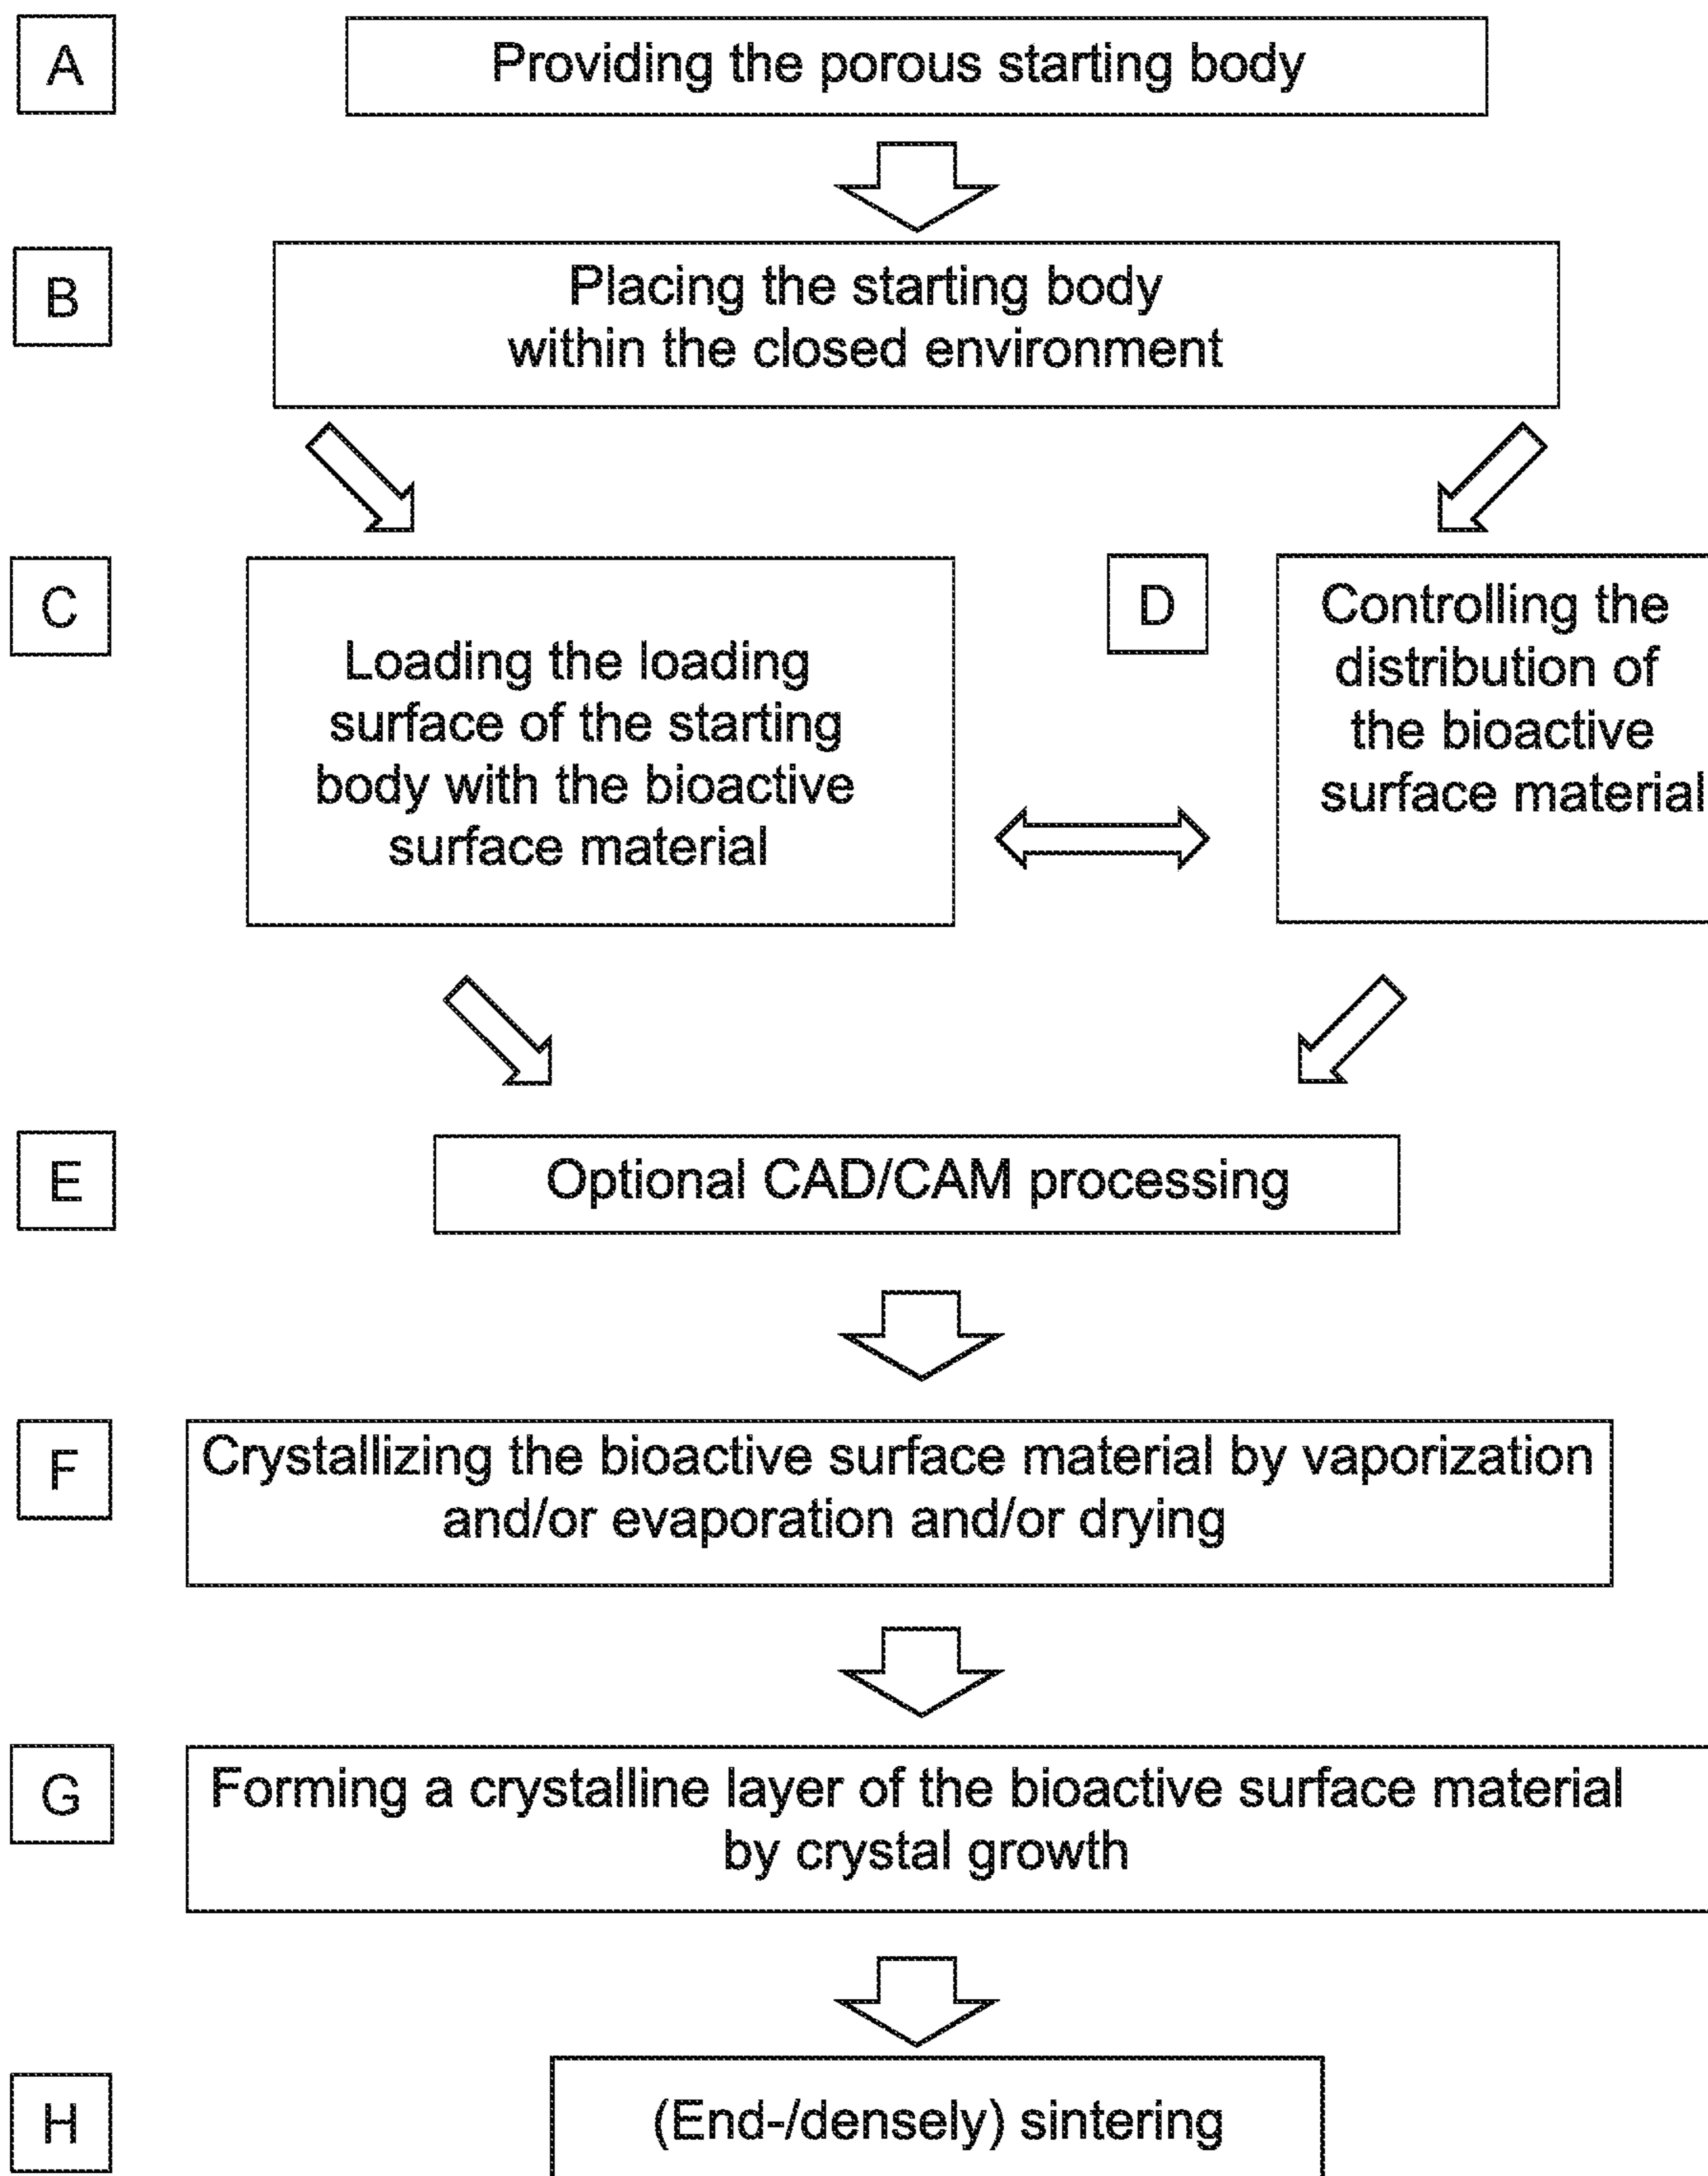 A
Providing the porous starting body
B
Placing the starting body
within the closed environment
C
Loading the loading
surface of the starting
body with the bioactive
surface material
D
Controlling the
distribution of
the bioactive
surface material
E
Optional CAD/CAM processing
F
Crystallizing the bioactive surface material by vaporization
and/or evaporation and/or drying
G
Forming a crystalline layer of the bioactive surface material
by crystal growth
H
(End-/densely) sintering